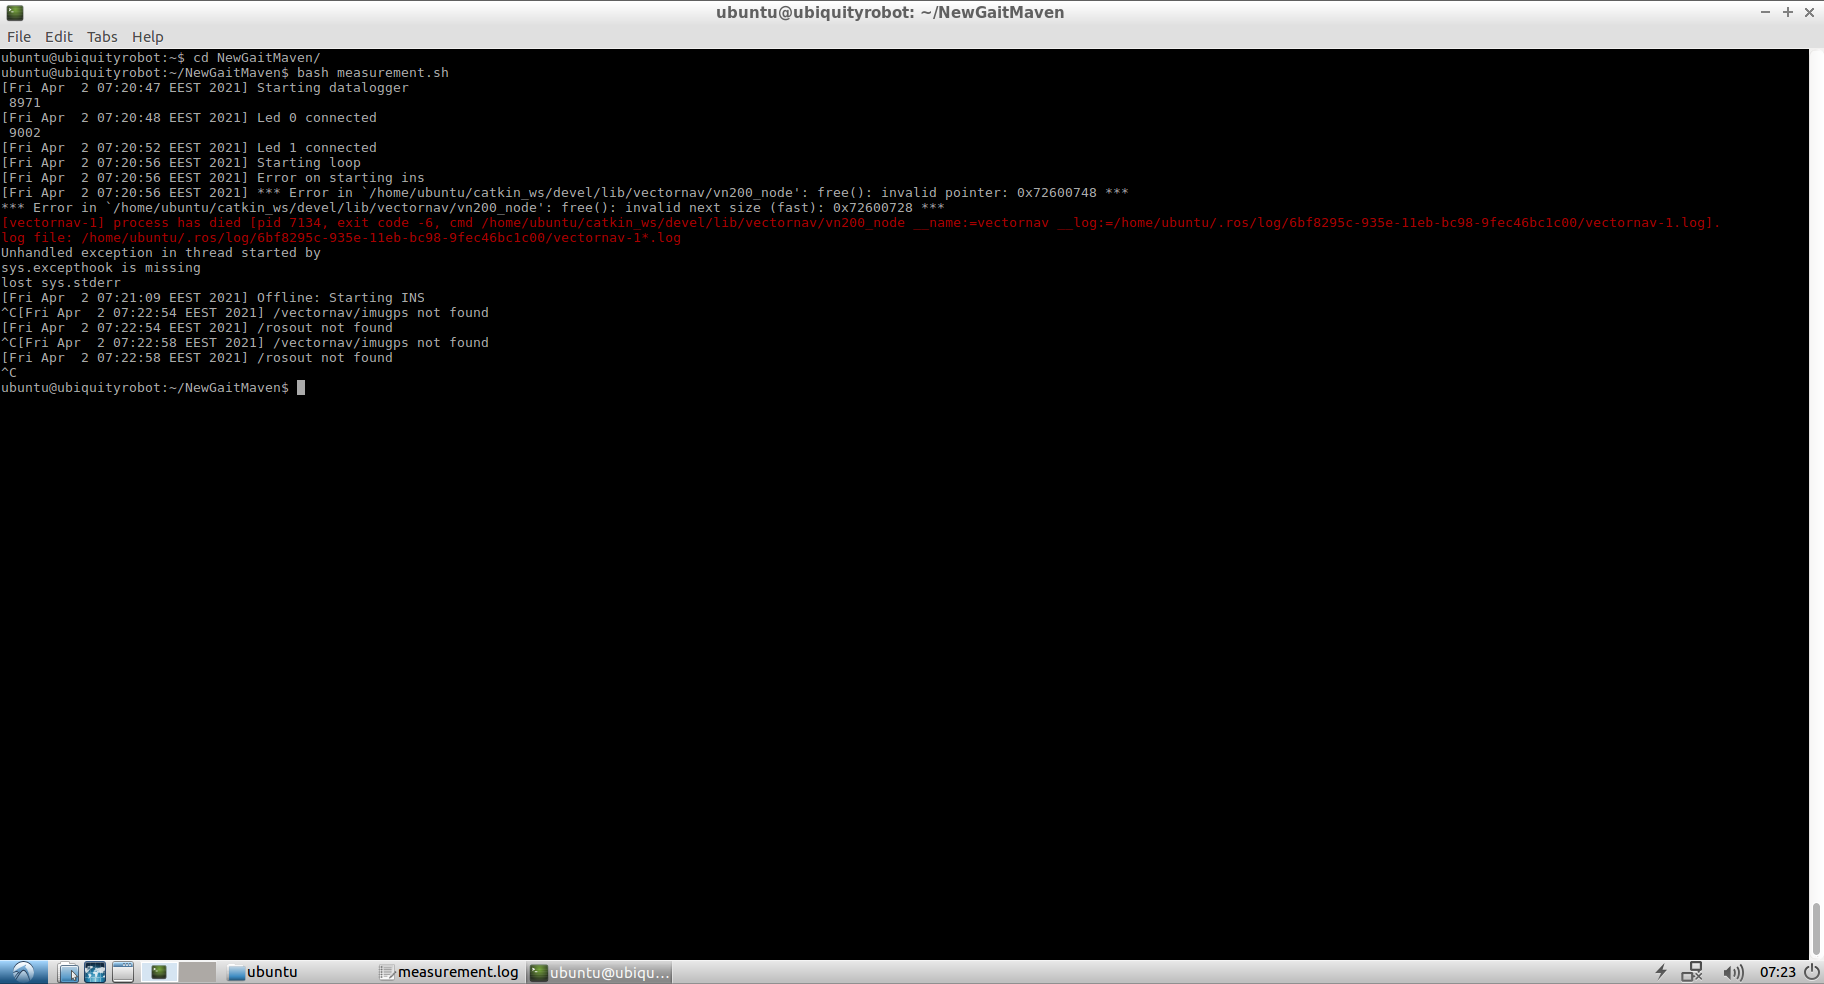 ubuntu@ubiquityrobot: ~/NewGaitMaven
File Edit Tabs Help
ubuntu@ubiquityrobot:~$ cd NewGaitMaven/
ubuntu@ubiquityrobot:~/NewGaitMaven$ bash measurement.sh
[Fri Apr  2 07:20:47 EEST 2021] Starting datalogger
 8971
[Fri Apr  2 07:20:48 EEST 2021] Led 0 connected
 9002
[Fri Apr  2 07:20:52 EEST 2021] Led 1 connected
[Fri Apr  2 07:20:56 EEST 2021] Starting loop
[Fri Apr  2 07:20:56 EEST 2021] Error on starting ins
[Fri Apr  2 07:20:56 EEST 2021] *** Error in `/home/ubuntu/catkin_ws/devel/lib/vectornav/vn200_node': free(): invalid pointer: 0x72600748 ***
*** Error in `/home/ubuntu/catkin_ws/devel/lib/vectornav/vn200_node': free(): invalid next size (fast): 0x72600728 ***
[vectornav-1] process has died [pid 7134, exit code -6, cmd /home/ubuntu/catkin_ws/devel/lib/vectornav/vn200_node __name:=vectornav __log:=/home/ubuntu/.ros/log/6bf8295c-935e-11eb-bc98-9fec46bc1c00/vectornav-1.log].
log file: /home/ubuntu/.ros/log/6bf8295c-935e-11eb-bc98-9fec46bc1c00/vectornav-1*.log
Unhandled exception in thread started by
sys.excepthook is missing
lost sys.stderr
[Fri Apr  2 07:21:09 EEST 2021] Offline: Starting INS
^C[Fri Apr  2 07:22:54 EEST 2021] /vectornav/imugps not found
[Fri Apr  2 07:22:54 EEST 2021] /rosout not found
^C[Fri Apr  2 07:22:58 EEST 2021] /vectornav/imugps not found
[Fri Apr  2 07:22:58 EEST 2021] /rosout not found
^C
ubuntu@ubiquityrobot:~/NewGaitMaven$
ubuntu measurement.log ubuntu@ubiqu... 07:23